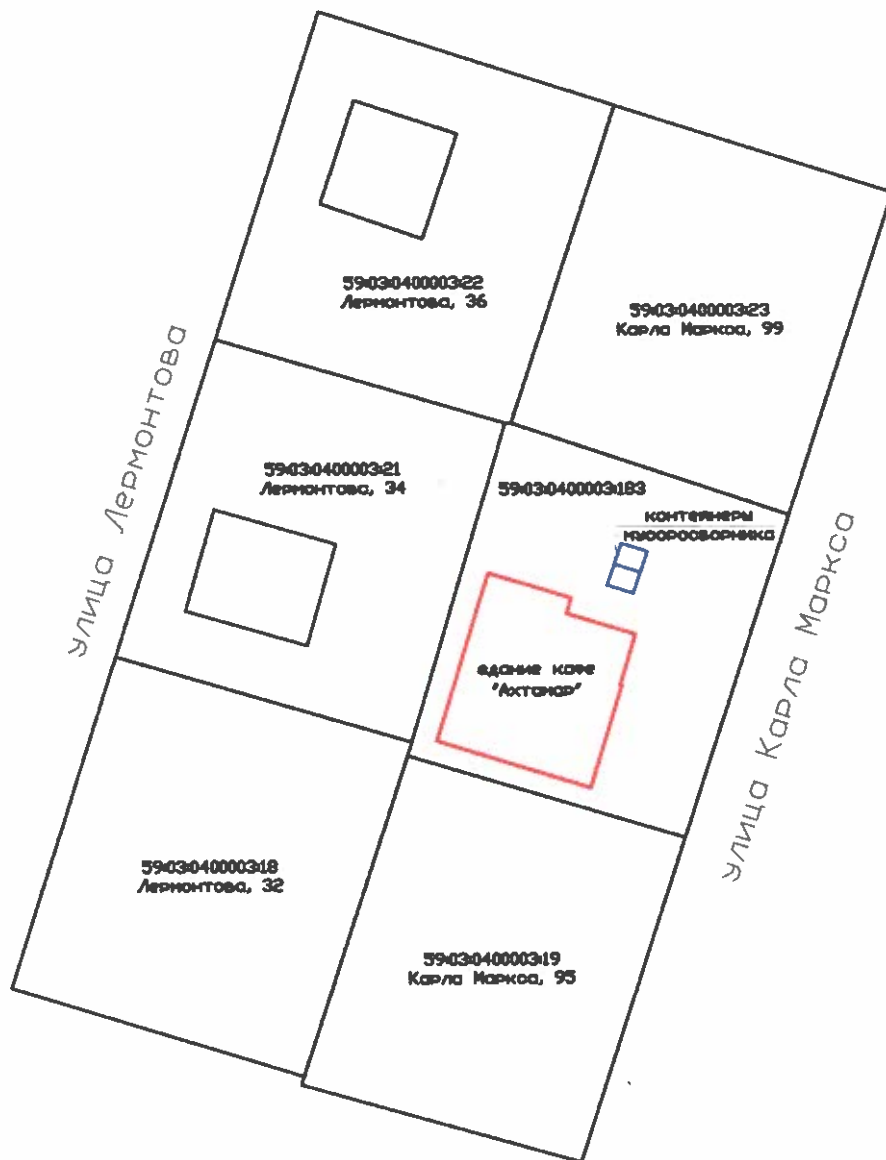 59:03:0400003:22
Лермонтова, 36
59:03:0400003:23
Карла Маркса, 99
Улица Лермонтова
59:03:0400003:21
Лермонтова, 34
59:03:0400003:183
контейнеры
мусоросборника
здание кафе
"Ахтамар"
Улица Карла Маркса
59:03:0400003:18
Лермонтова, 32
59:03:0400003:19
Карла Маркса, 95